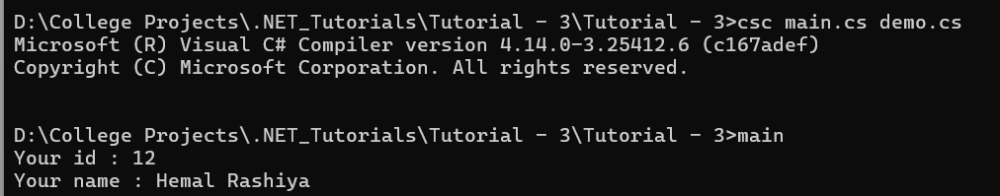 D:\College Projects\.NET_Tutorials\Tutorial - 3\Tutorial - 3>csc main.cs demo.cs
Microsoft (R) Visual C# Compiler version 4.14.0-3.25412.6 (c167adef)
Copyright (C) Microsoft Corporation. All rights reserved.
D:\College Projects\.NET_Tutorials\Tutorial - 3\Tutorial - 3>main
Your id : 12
Your name : Hemal Rashiya